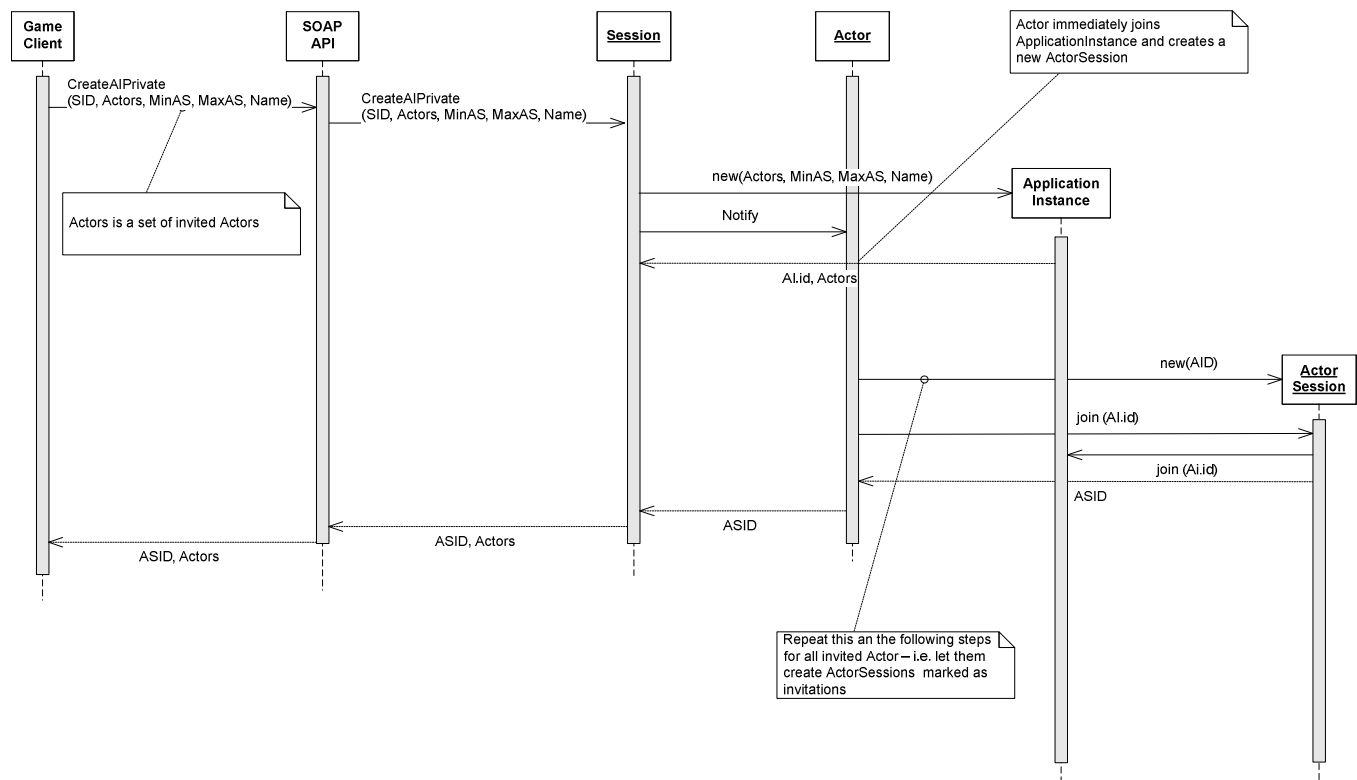 Game
Client
SOAP
API
Session
Actor
Actor immediately joins
ApplicationInstance and creates a
new ActorSession
CreateAIPrivate
(SID, Actors, MinAS, MaxAS, Name)
CreateAIPrivate
(SID, Actors, MinAS, MaxAS, Name)
new(Actors, MinAS, MaxAS, Name)
Application
Instance
Actors is a set of invited Actors
Notify
AI.id, Actors
new(AID)
Actor
Session
join (AI.id)
join (Ai.id)
ASID
ASID
ASID, Actors
ASID, Actors
Repeat this an the following steps
for all invited Actor – i.e. let them
create ActorSessions marked as
invitations